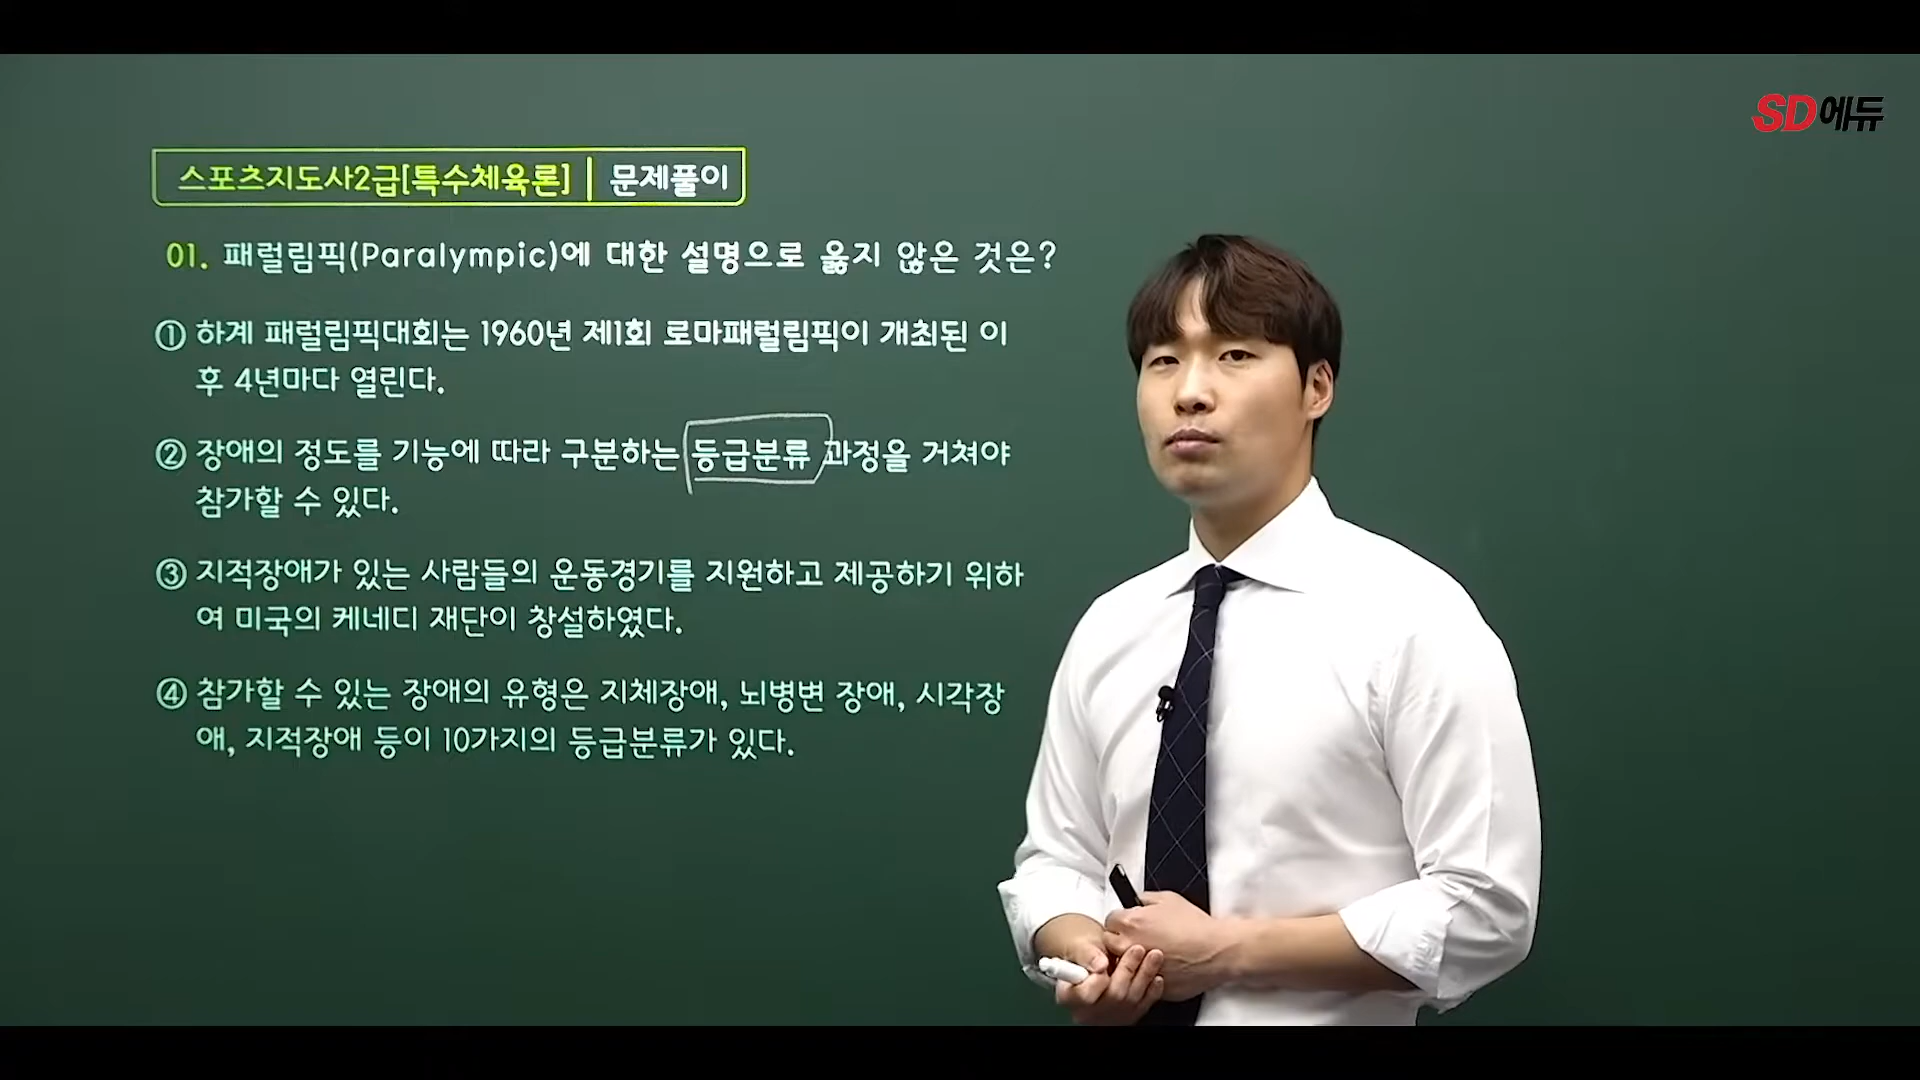 SD에듀
스포츠지도사2급[특수체육론] | 문제풀이
01. 패럴림픽(Paralympic)에 대한 설명으로 옳지 않은 것은?
① 하계 패럴림픽대회는 1960년 제1회 로마패럴림픽이 개최된 이
후 4년마다 열린다.
② 장애의 정도를 기능에 따라 구분하는 등급분류 과정을 거쳐야
참가할 수 있다.
③ 지적장애가 있는 사람들의 운동경기를 지원하고 제공하기 위하
여 미국의 케네디 재단이 창설하였다.
④ 참가할 수 있는 장애의 유형은 지체장애, 뇌병변 장애, 시각장
애, 지적장애 등이 10가지의 등급분류가 있다.